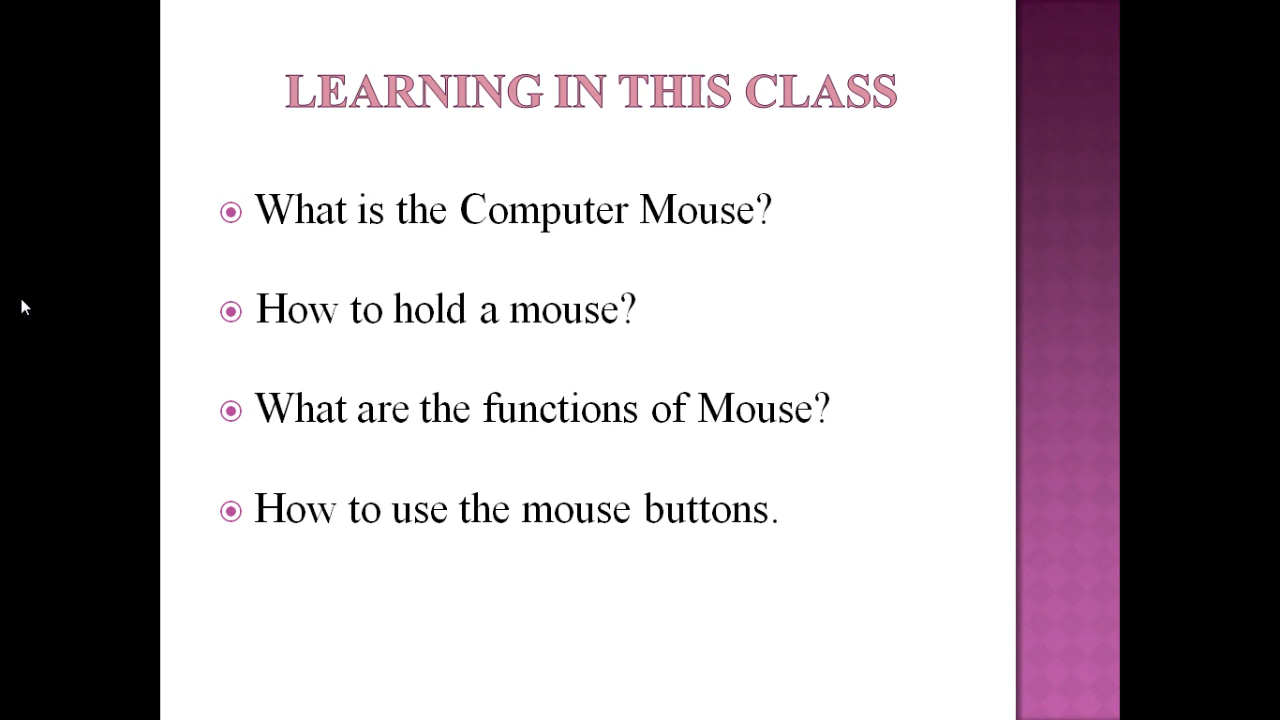 LEARNING IN THIS CLASS
What is the Computer Mouse?
How to hold a mouse?
What are the functions of Mouse?
How to use the mouse buttons.